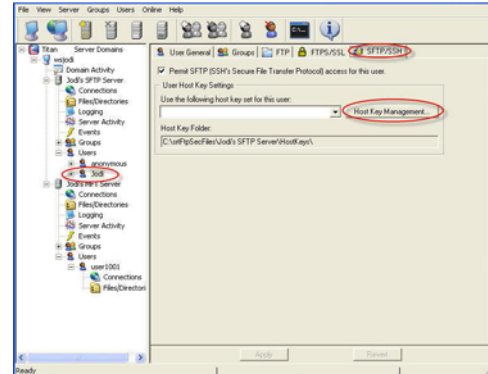 File View Server Groups Users Online Help
Titan Server Domains
wsjodi
Domain Activity
Jodi's SFTP Server
Connections
Files/Directories
Logging
Server Activity
Events
Groups
Users
anonymous
Jodi
Jodi's MFT Server
Connections
Files/Directories
Logging
Server Activity
Events
Groups
Users
user1001
Connections
Files/Directori
User General Groups FTP FTPS/SSL SFTP/SSH
Permit SFTP (SSH's Secure File Transfer Protocol) access for this user.
User Host Key Settings
Use the following host key set for this user:
Host Key Management...
Host Key Folder:
C:\srtFtpSecFiles\Jodi's SFTP Server\HostKeys\
Apply Revert
Ready